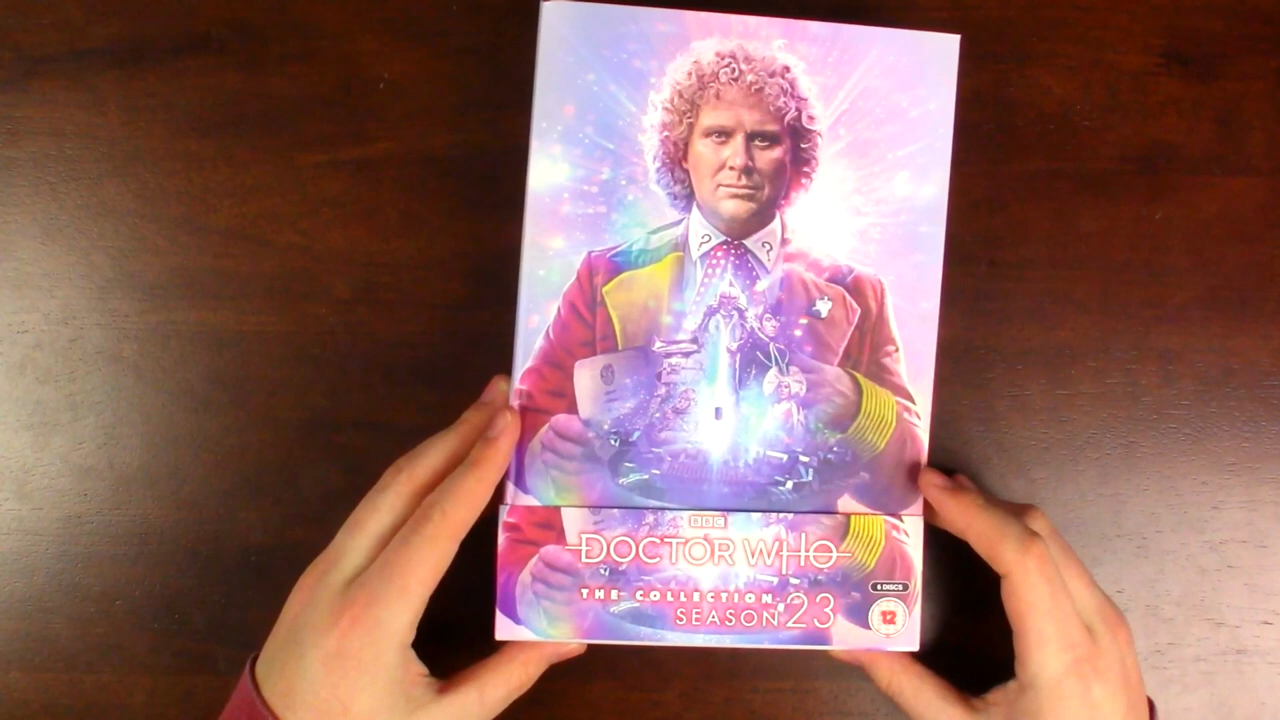 ? ?
BBC
DOCTOR WHO
THE COLLECTION
SEASON 23
6 DISCS
12